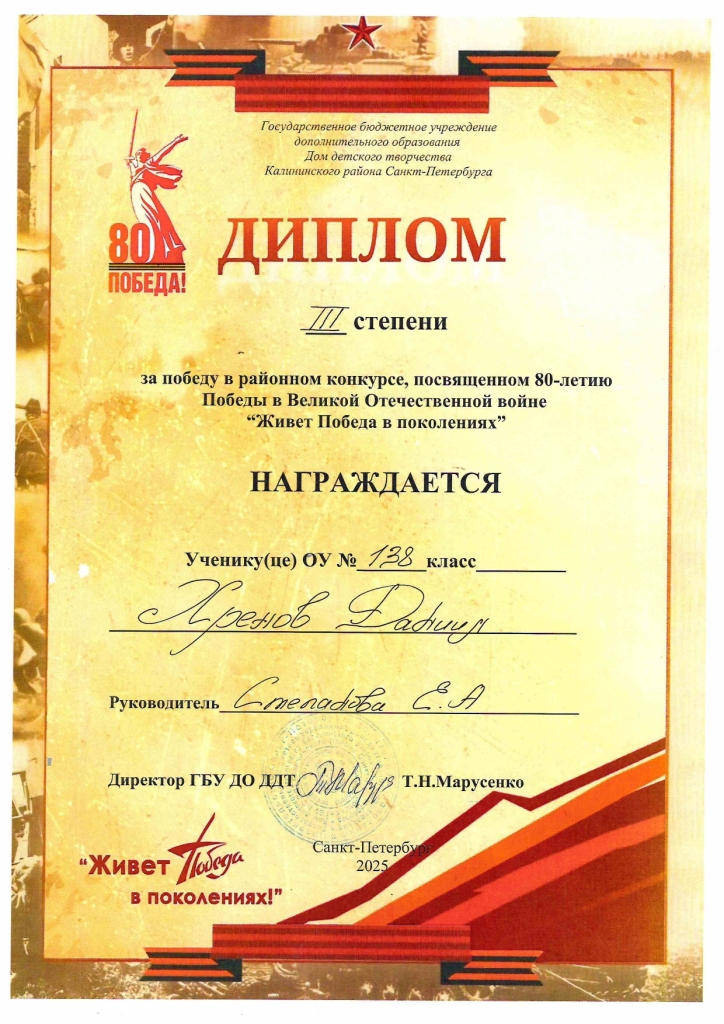 Государственное бюджетное учреждение
дополнительного образования
Дом детского творчества
Калининского района Санкт-Петербурга
80
ПОБЕДА!
ДИПЛОМ
III степени
за победу в районном конкурсе, посвященном 80-летию
Победы в Великой Отечественной войне
“Живет Победа в поколениях”
НАГРАЖДАЕТСЯ
Ученику(це) ОУ № 138 класс
Хренов Даниил
Руководитель Степанова Е.А
Директор ГБУ ДО ДДТ Т.Н.Марусенко
Санкт-Петербург
2025
“Живет Победа
в поколениях!”